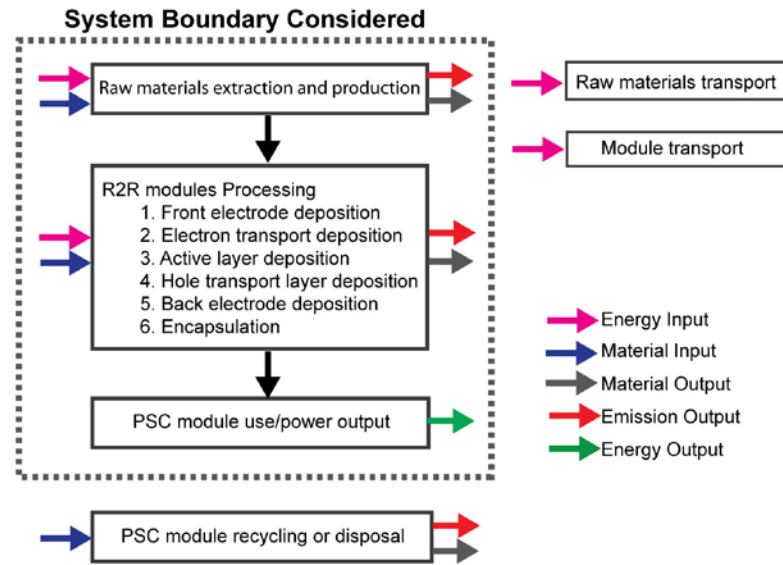 System Boundary Considered
Raw materials extraction and production
R2R modules Processing
1. Front electrode deposition
2. Electron transport deposition
3. Active layer deposition
4. Hole transport layer deposition
5. Back electrode deposition
6. Encapsulation
PSC module use/power output
PSC module recycling or disposal
Raw materials transport
Module transport
Energy Input
Material Input
Material Output
Emission Output
Energy Output